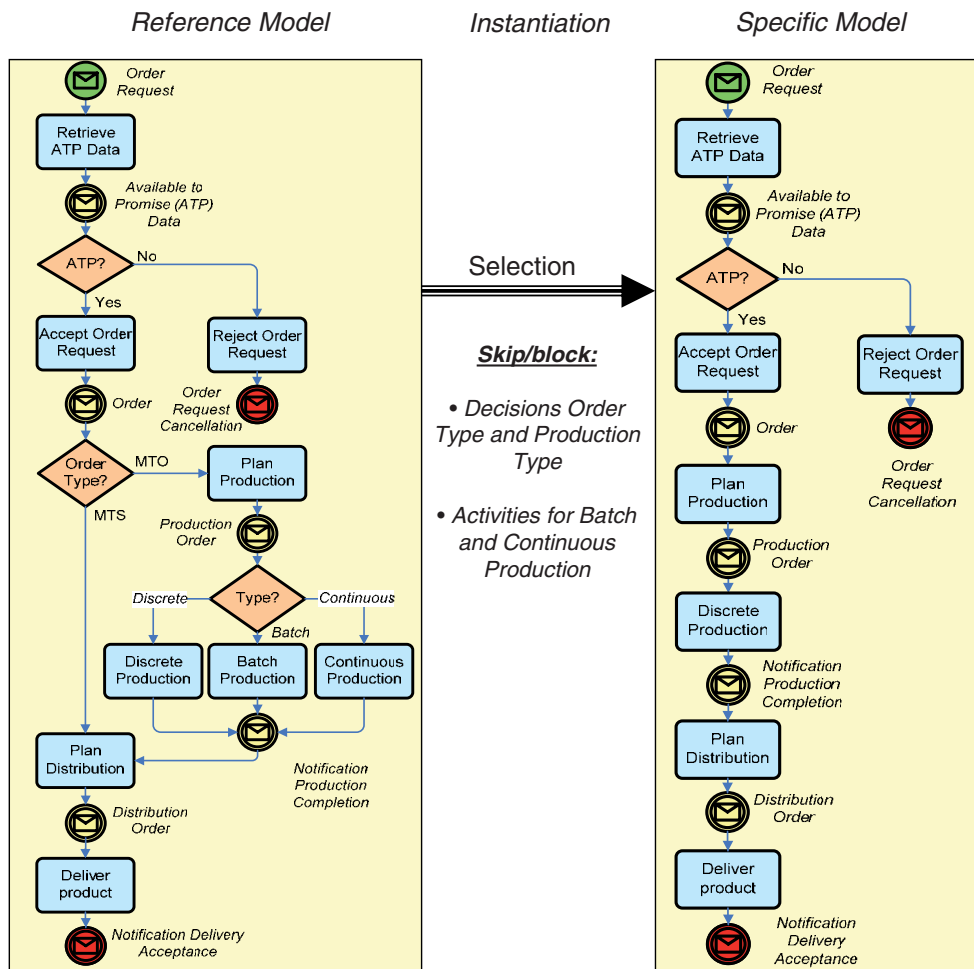 Reference Model
Instantiation
Specific Model
Order
Request
Retrieve
ATP Data
Available to
Promise (ATP)
Data
ATP?
No
Yes
Accept Order
Request
Reject Order
Request
Order
Order
Request
Cancellation
Order
Type?
MTO
MTS
Plan
Production
Production
Order
Type?
Discrete
Continuous
Batch
Discrete
Production
Batch
Production
Continuous
Production
Plan
Distribution
Notification
Production
Completion
Distribution
Order
Deliver
product
Notification Delivery
Acceptance
Selection
Skip/block:
• Decisions Order
Type and Production
Type
• Activities for Batch
and Continuous
Production
Order
Request
Retrieve
ATP Data
Available to
Promise (ATP)
Data
ATP?
No
Yes
Accept Order
Request
Reject Order
Request
Order
Order
Request
Cancellation
Plan
Production
Production
Order
Discrete
Production
Notification
Production
Completion
Plan
Distribution
Distribution
Order
Deliver
product
Notification
Delivery
Acceptance